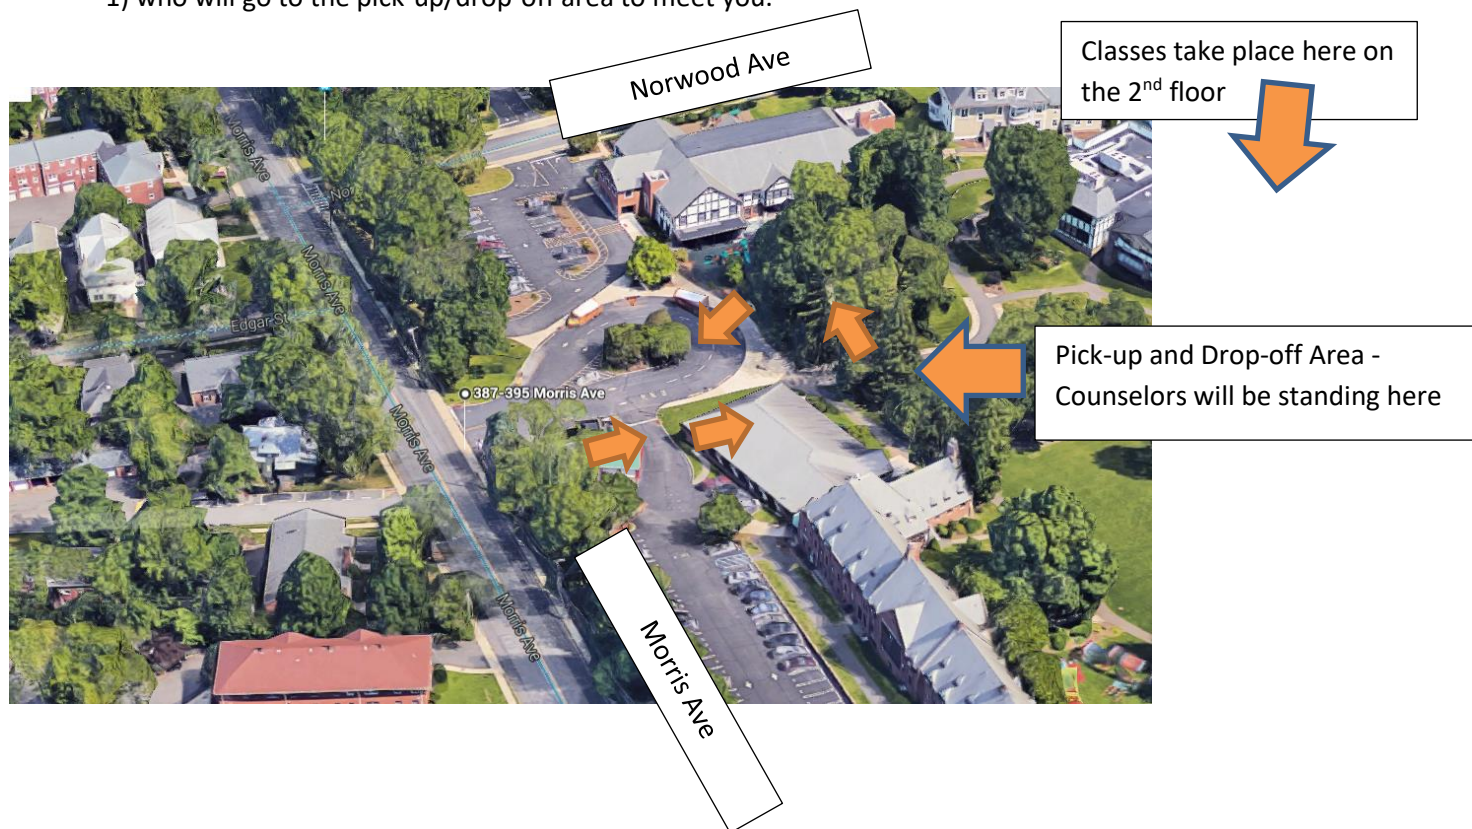 1) who will go to the pick-up/drop-off area to meet you.
Norwood Ave
Classes take place here on
the 2nd floor
Morris Ave
No
Morris Ave
Edgar St
387-395 Morris Ave
Pick-up and Drop-off Area -
Counselors will be standing here
Morris Ave
Morris Ave
Morris Ave